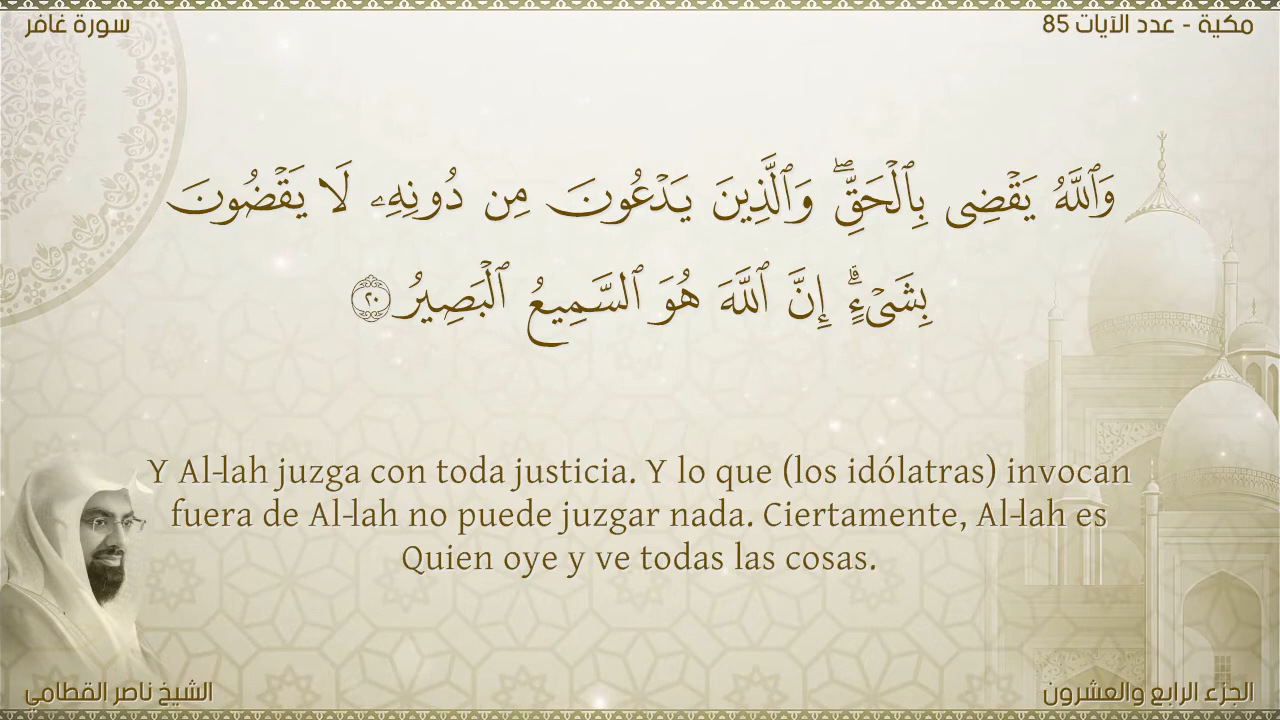 سورة غافر
مكية - عدد الآيات 85
وَٱللَّهُ يَقْضِى بِٱلْحَقِّ ۖ وَٱلَّذِينَ يَدْعُونَ مِن دُونِهِۦ لَا يَقْضُونَ
بِشَىْءٍ ۗ إِنَّ ٱللَّهَ هُوَ ٱلسَّمِيعُ ٱلْبَصِيرُ ٢٠
Y Al-lah juzga con toda justicia. Y lo que (los idólatras) invocan
fuera de Al-lah no puede juzgar nada. Ciertamente, Al-lah es
Quien oye y ve todas las cosas.
الشيخ ناصر القطامي
الجزء الرابع والعشرون